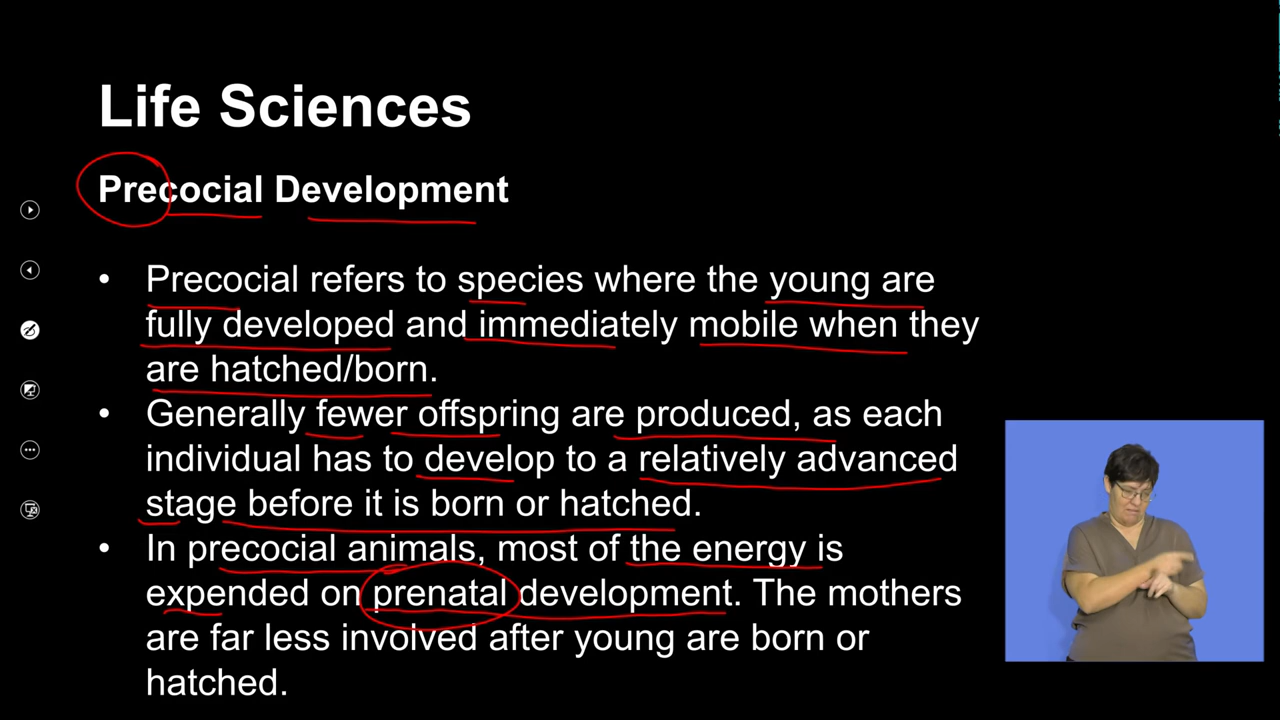 Life Sciences
Precocial Development
• Precocial refers to species where the young are
fully developed and immediately mobile when they
are hatched/born.
• Generally fewer offspring are produced, as each
individual has to develop to a relatively advanced
stage before it is born or hatched.
• In precocial animals, most of the energy is
expended on prenatal development. The mothers
are far less involved after young are born or
hatched.